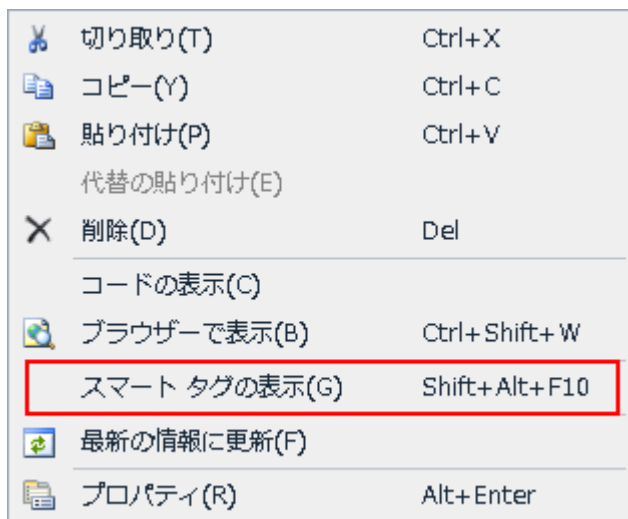 切り取り(T) Ctrl+X
コピー(Y) Ctrl+C
貼り付け(P) Ctrl+V
代替の貼り付け(E)
削除(D) Del
コードの表示(C)
ブラウザーで表示(B) Ctrl+Shift+W
スマート タグの表示(G) Shift+Alt+F10
最新の情報に更新(F)
プロパティ(R) Alt+Enter